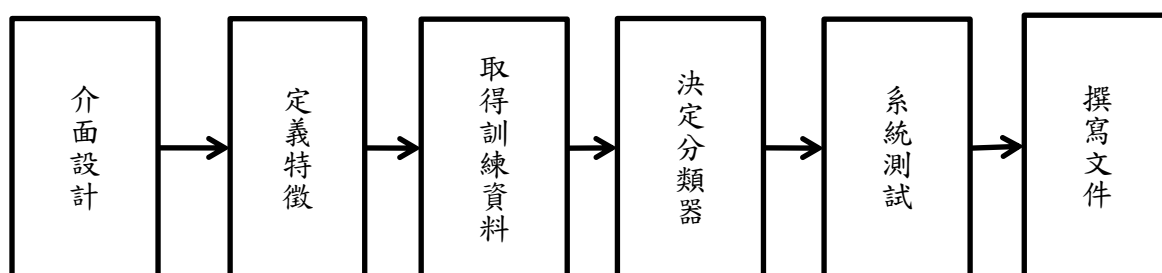 介面設計
定義特徵
取得訓練資料
決定分類器
系統測試
撰寫文件